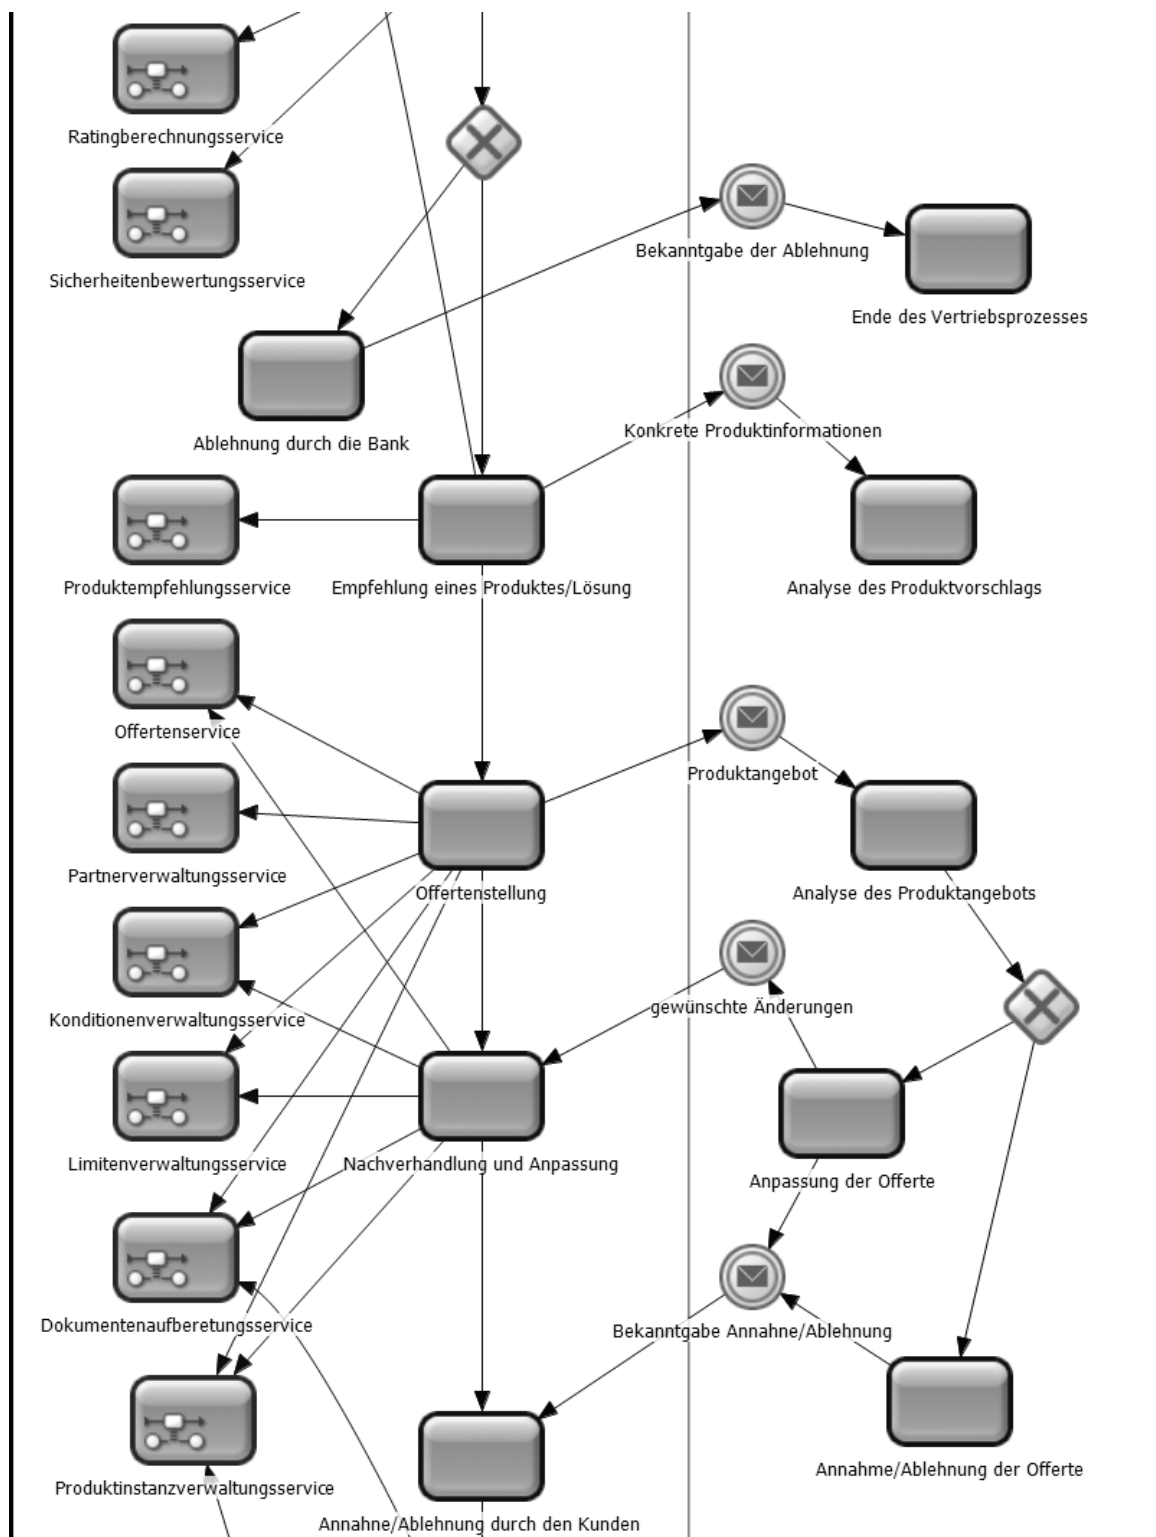 Ratingberechnungsservice
Bekanntgabe der Ablehnung
Sicherheitenbewertungsservice
Ende des Vertriebsprozesses
Konkrete Produktinformationen
Ablehnung durch die Bank
Produktempfehlungsservice
Empfehlung eines Produktes/Lösung
Analyse des Produktvorschlags
Offertenservice
Produktangebot
Partnerverwaltungsservice
Offertenstellung
Analyse des Produktangebots
gewünschte Änderungen
Konditionenverwaltungsservice
Limitenverwaltungsservice
Nachverhandlung und Anpassung
Anpassung der Offerte
Dokumentenaufberetungsservice
Bekanntgabe Annahne/Ablehnung
Annahme/Ablehnung der Offerte
Produktinstanzverwaltungsservice
Annahne/Ablehnung durch den Kunden